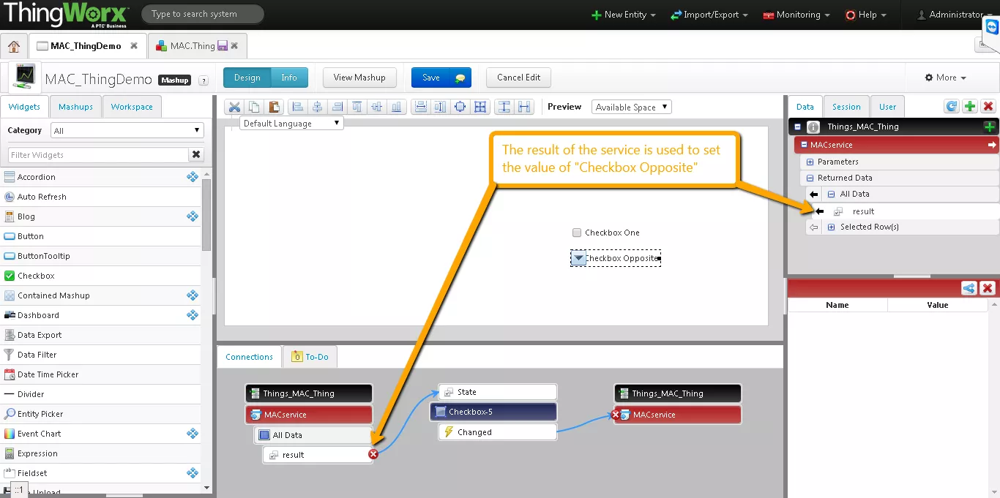 ThingWorx™
A PTC Business
Type to search system
New Entity
Import/Export
Monitoring
Help
Administrator
MAC_ThingDemo
MAC.Thing
MAC_ThingDemo Mashup ?
Design
Info
View Mashup
Save
Cancel Edit
More
Widgets
Mashups
Workspace
Category
All
Filter Widgets
Accordion
Auto Refresh
Blog
Button
ButtonTooltip
Checkbox
Contained Mashup
Dashboard
Data Export
Data Filter
Date Time Picker
Divider
Entity Picker
Event Chart
Expression
Fieldset
Upload
::1
Preview
Available Space
Default Language
The result of the service is used to set
the value of "Checkbox Opposite"
Checkbox One
Checkbox Opposite
Connections
0 To-Do
Things_MAC_Thing
MACservice
All Data
result
State
Checkbox-5
Changed
Things_MAC_Thing
MACservice
Data
Session
User
Things_MAC_Thing
MACservice
Parameters
Returned Data
All Data
result
Selected Row(s)
Name
Value